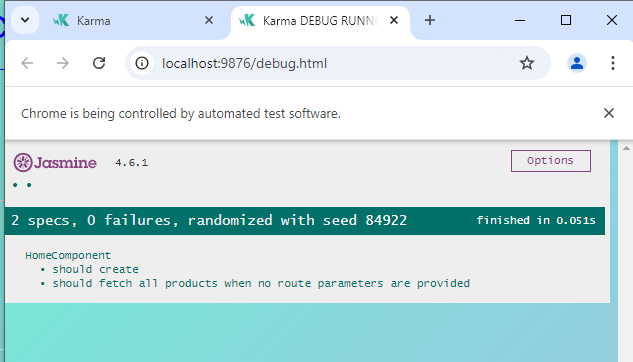 Karma
Karma DEBUG RUNN
localhost:9876/debug.html
Chrome is being controlled by automated test software.
Jasmine 4.6.1 Options
• •
2 specs, 0 failures, randomized with seed 84922 finished in 0.051s
HomeComponent
• should create
• should fetch all products when no route parameters are provided